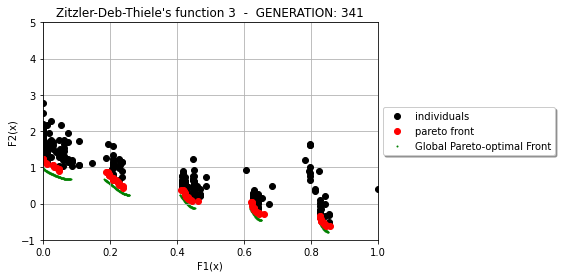 Zitzler-Deb-Thiele's function 3 - GENERATION: 341
5
4
3
2
1
0
-1
F2(x)
0.0 0.2 0.4 0.6 0.8 1.0
F1(x)
individuals
pareto front
Global Pareto-optimal Front